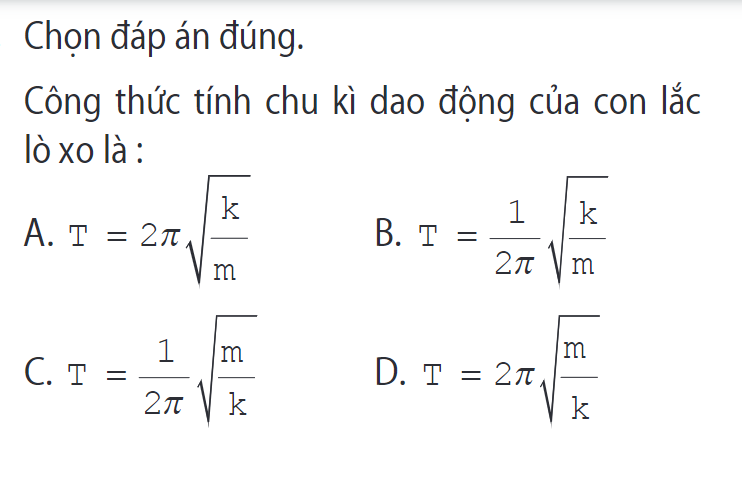 Chọn đáp án đúng.
Công thức tính chu kì dao động của con lắc
lò xo là :
A. T = 2π√(k/m)
B. T = 1/(2π) √(k/m)
C. T = 1/(2π) √(m/k)
D. T = 2π√(m/k)